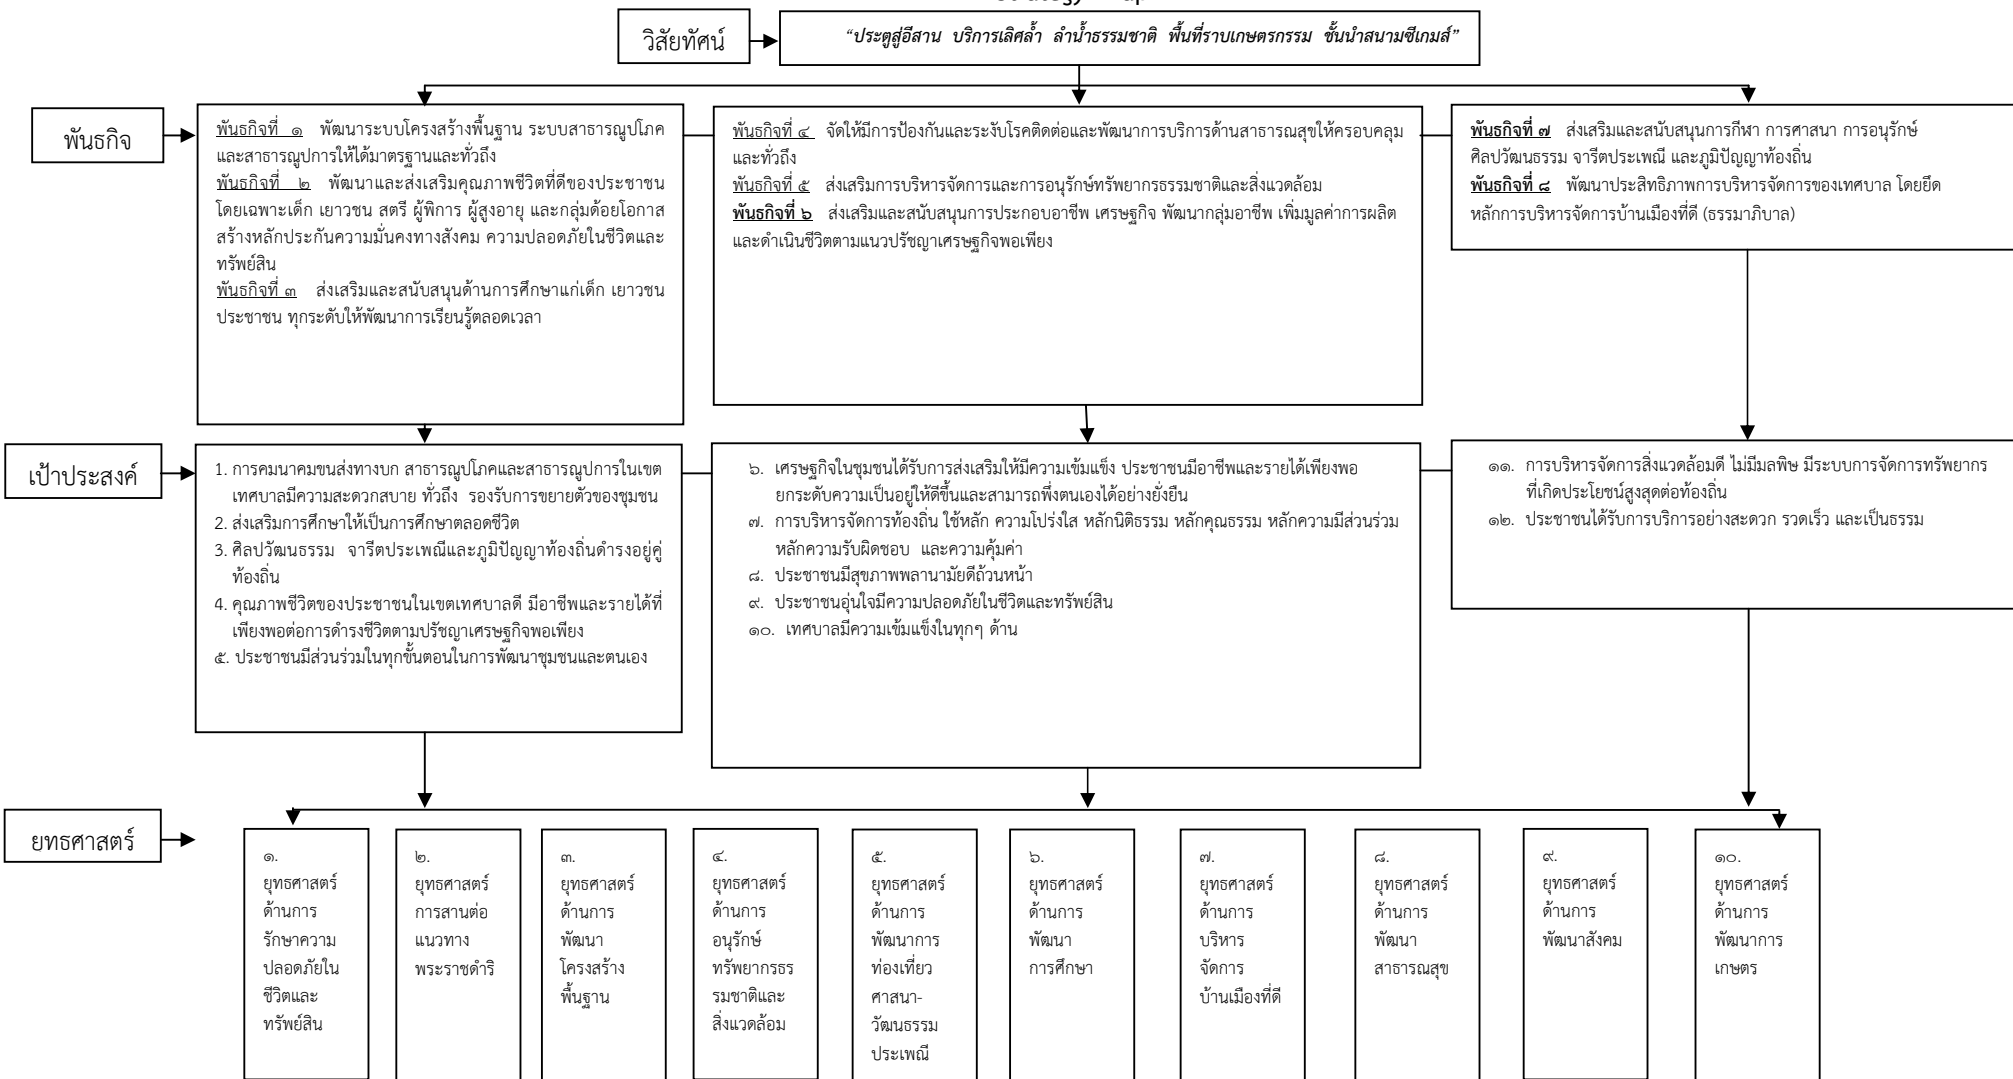 วิสัยทัศน์
“ประตูสู่อีสาน บริการเลิศล้ำ ลำน้ำธรรมชาติ พื้นที่ราบเกษตรกรรม ชั้นนำสนามซีเกมส์”
พันธกิจ
พันธกิจที่ ๑ พัฒนาระบบโครงสร้างพื้นฐาน ระบบสาธารณูปโภค
และสาธารณูปการให้ได้มาตรฐานและทั่วถึง
พันธกิจที่ ๒ พัฒนาและส่งเสริมคุณภาพชีวิตที่ดีของประชาชน
โดยเฉพาะเด็ก เยาวชน สตรี ผู้พิการ ผู้สูงอายุ และกลุ่มด้อยโอกาส
สร้างหลักประกันความมั่นคงทางสังคม ความปลอดภัยในชีวิตและ
ทรัพย์สิน
พันธกิจที่ ๓ ส่งเสริมและสนับสนุนด้านการศึกษาแก่เด็ก เยาวชน
ประชาชน ทุกระดับให้พัฒนาการเรียนรู้ตลอดเวลา
พันธกิจที่ ๔ จัดให้มีการป้องกันและระงับโรคติดต่อและพัฒนาการบริการด้านสาธารณสุขให้ครอบคลุม
และทั่วถึง
พันธกิจที่ ๕ ส่งเสริมการบริหารจัดการและการอนุรักษ์ทรัพยากรธรรมชาติและสิ่งแวดล้อม
พันธกิจที่ ๖ ส่งเสริมและสนับสนุนการประกอบอาชีพ เศรษฐกิจ พัฒนากลุ่มอาชีพ เพิ่มมูลค่าการผลิต
และดำเนินชีวิตตามแนวปรัชญาเศรษฐกิจพอเพียง
พันธกิจที่ ๗ ส่งเสริมและสนับสนุนการกีฬา การศาสนา การอนุรักษ์
ศิลปวัฒนธรรม จารีตประเพณี และภูมิปัญญาท้องถิ่น
พันธกิจที่ ๘ พัฒนาประสิทธิภาพการบริหารจัดการของเทศบาล โดยยึด
หลักการบริหารจัดการบ้านเมืองที่ดี (ธรรมาภิบาล)
เป้าประสงค์
1. การคมนาคมขนส่งทางบก สาธารณูปโภคและสาธารณูปการในเขต
เทศบาลมีความสะดวกสบาย ทั่วถึง รองรับการขยายตัวของชุมชน
2. ส่งเสริมการศึกษาให้เป็นการศึกษาตลอดชีวิต
3. ศิลปวัฒนธรรม จารีตประเพณีและภูมิปัญญาท้องถิ่นดำรงอยู่คู่
ท้องถิ่น
4. คุณภาพชีวิตของประชาชนในเขตเทศบาลดี มีอาชีพและรายได้ที่
เพียงพอต่อการดำรงชีวิตตามปรัชญาเศรษฐกิจพอเพียง
๕. ประชาชนมีส่วนร่วมในทุกขั้นตอนในการพัฒนาชุมชนและตนเอง
๖. เศรษฐกิจในชุมชนได้รับการส่งเสริมให้มีความเข้มแข็ง ประชาชนมีอาชีพและรายได้เพียงพอ
ยกระดับความเป็นอยู่ให้ดีขึ้นและสามารถพึ่งตนเองได้อย่างยั่งยืน
๗. การบริหารจัดการท้องถิ่น ใช้หลัก ความโปร่งใส หลักนิติธรรม หลักคุณธรรม หลักความมีส่วนร่วม
หลักความรับผิดชอบ และความคุ้มค่า
๘. ประชาชนมีสุขภาพพลานามัยดีถ้วนหน้า
๙. ประชาชนอุ่นใจมีความปลอดภัยในชีวิตและทรัพย์สิน
๑๐. เทศบาลมีความเข้มแข็งในทุกๆ ด้าน
๑๑. การบริหารจัดการสิ่งแวดล้อมดี ไม่มีมลพิษ มีระบบการจัดการทรัพยากร
ที่เกิดประโยชน์สูงสุดต่อท้องถิ่น
๑๒. ประชาชนได้รับการบริการอย่างสะดวก รวดเร็ว และเป็นธรรม
ยุทธศาสตร์
๑.
ยุทธศาสตร์
ด้านการ
รักษาความ
ปลอดภัยใน
ชีวิตและ
ทรัพย์สิน
๒.
ยุทธศาสตร์
การสานต่อ
แนวทาง
พระราชดำริ
๓.
ยุทธศาสตร์
ด้านการ
พัฒนา
โครงสร้าง
พื้นฐาน
๔.
ยุทธศาสตร์
ด้านการ
อนุรักษ์
ทรัพยากรธร
รมชาติและ
สิ่งแวดล้อม
๕.
ยุทธศาสตร์
ด้านการ
พัฒนาการ
ท่องเที่ยว
ศาสนา-
วัฒนธรรม
ประเพณี
๖.
ยุทธศาสตร์
ด้านการ
พัฒนา
การศึกษา
๗.
ยุทธศาสตร์
ด้านการ
บริหาร
จัดการ
บ้านเมืองที่ดี
๘.
ยุทธศาสตร์
ด้านการ
พัฒนา
สาธารณสุข
๙.
ยุทธศาสตร์
ด้านการ
พัฒนาสังคม
๑๐.
ยุทธศาสตร์
ด้านการ
พัฒนาการ
เกษตร